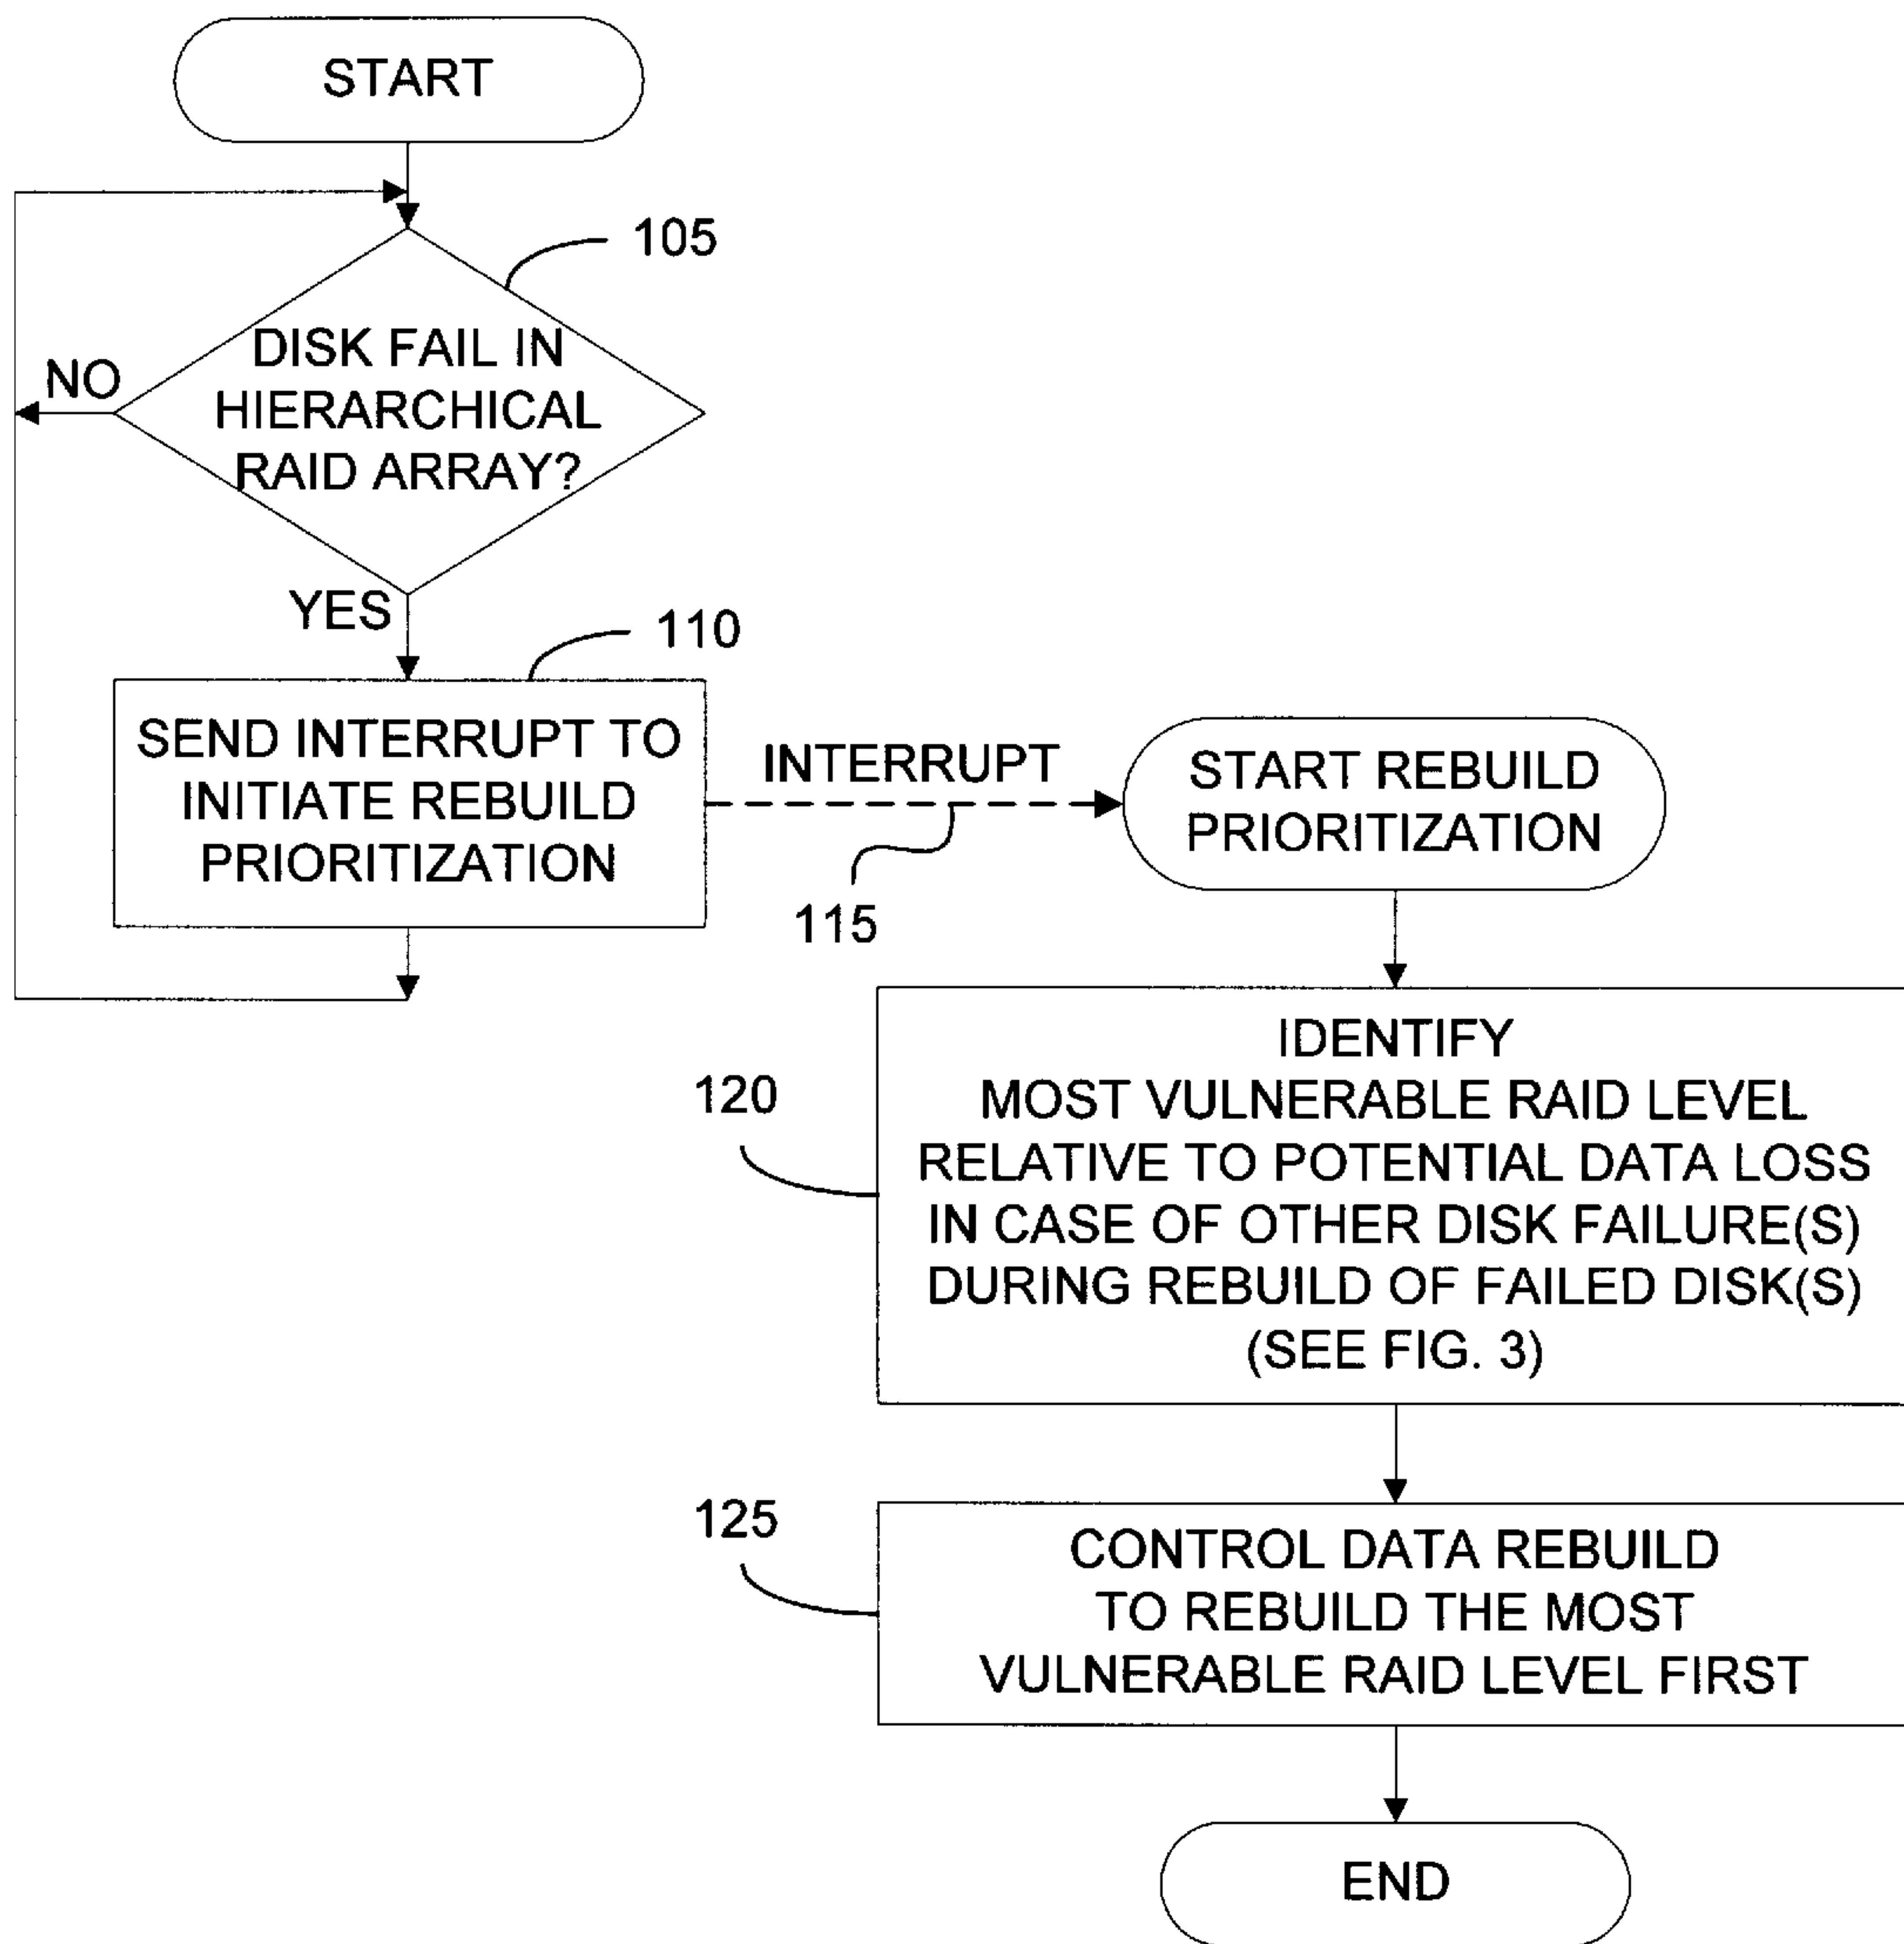 START
105
DISK FAIL IN
HIERARCHICAL
RAID ARRAY?
NO
YES
110
SEND INTERRUPT TO
INITIATE REBUILD
PRIORITIZATION
INTERRUPT
115
START REBUILD
PRIORITIZATION
120
IDENTIFY
MOST VULNERABLE RAID LEVEL
RELATIVE TO POTENTIAL DATA LOSS
IN CASE OF OTHER DISK FAILURE(S)
DURING REBUILD OF FAILED DISK(S)
(SEE FIG. 3)
125
CONTROL DATA REBUILD
TO REBUILD THE MOST
VULNERABLE RAID LEVEL FIRST
END